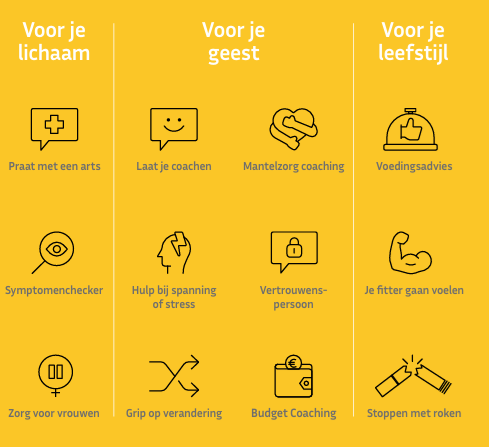 Voor je
lichaam
Praat met een arts
Symptomenchecker
Zorg voor vrouwen
Voor je
geest
Laat je coachen
Mantelzorg coaching
Hulp bij spanning
of stress
Vertrouwens-
persoon
Grip op verandering
Budget Coaching
Voor je
leefstijl
Voedingsadvies
Je fitter gaan voelen
Stoppen met roken